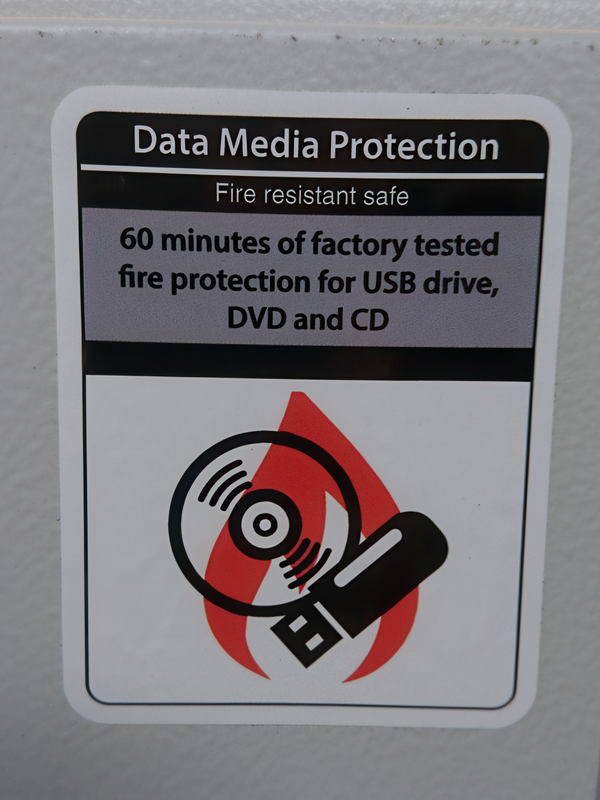 Data Media Protection
Fire resistant safe
60 minutes of factory tested
fire protection for USB drive,
DVD and CD